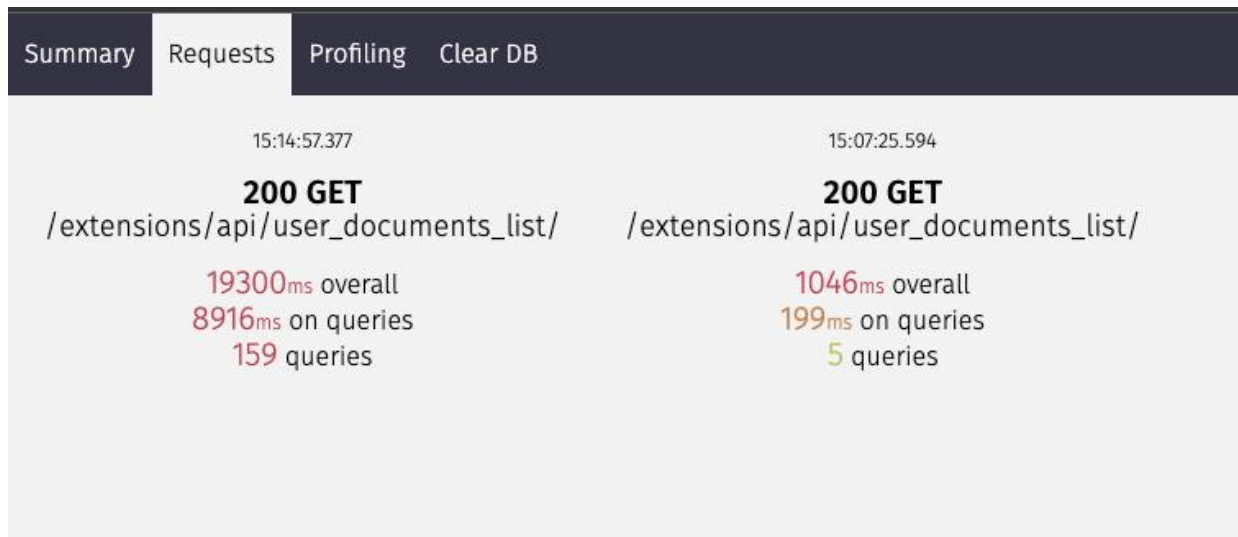 Summary Requests Profiling Clear DB
15:14:57.377
200 GET
/extensions/api/user_documents_list/
19300ms overall
8916ms on queries
159 queries
15:07:25.594
200 GET
/extensions/api/user_documents_list/
1046ms overall
199ms on queries
5 queries